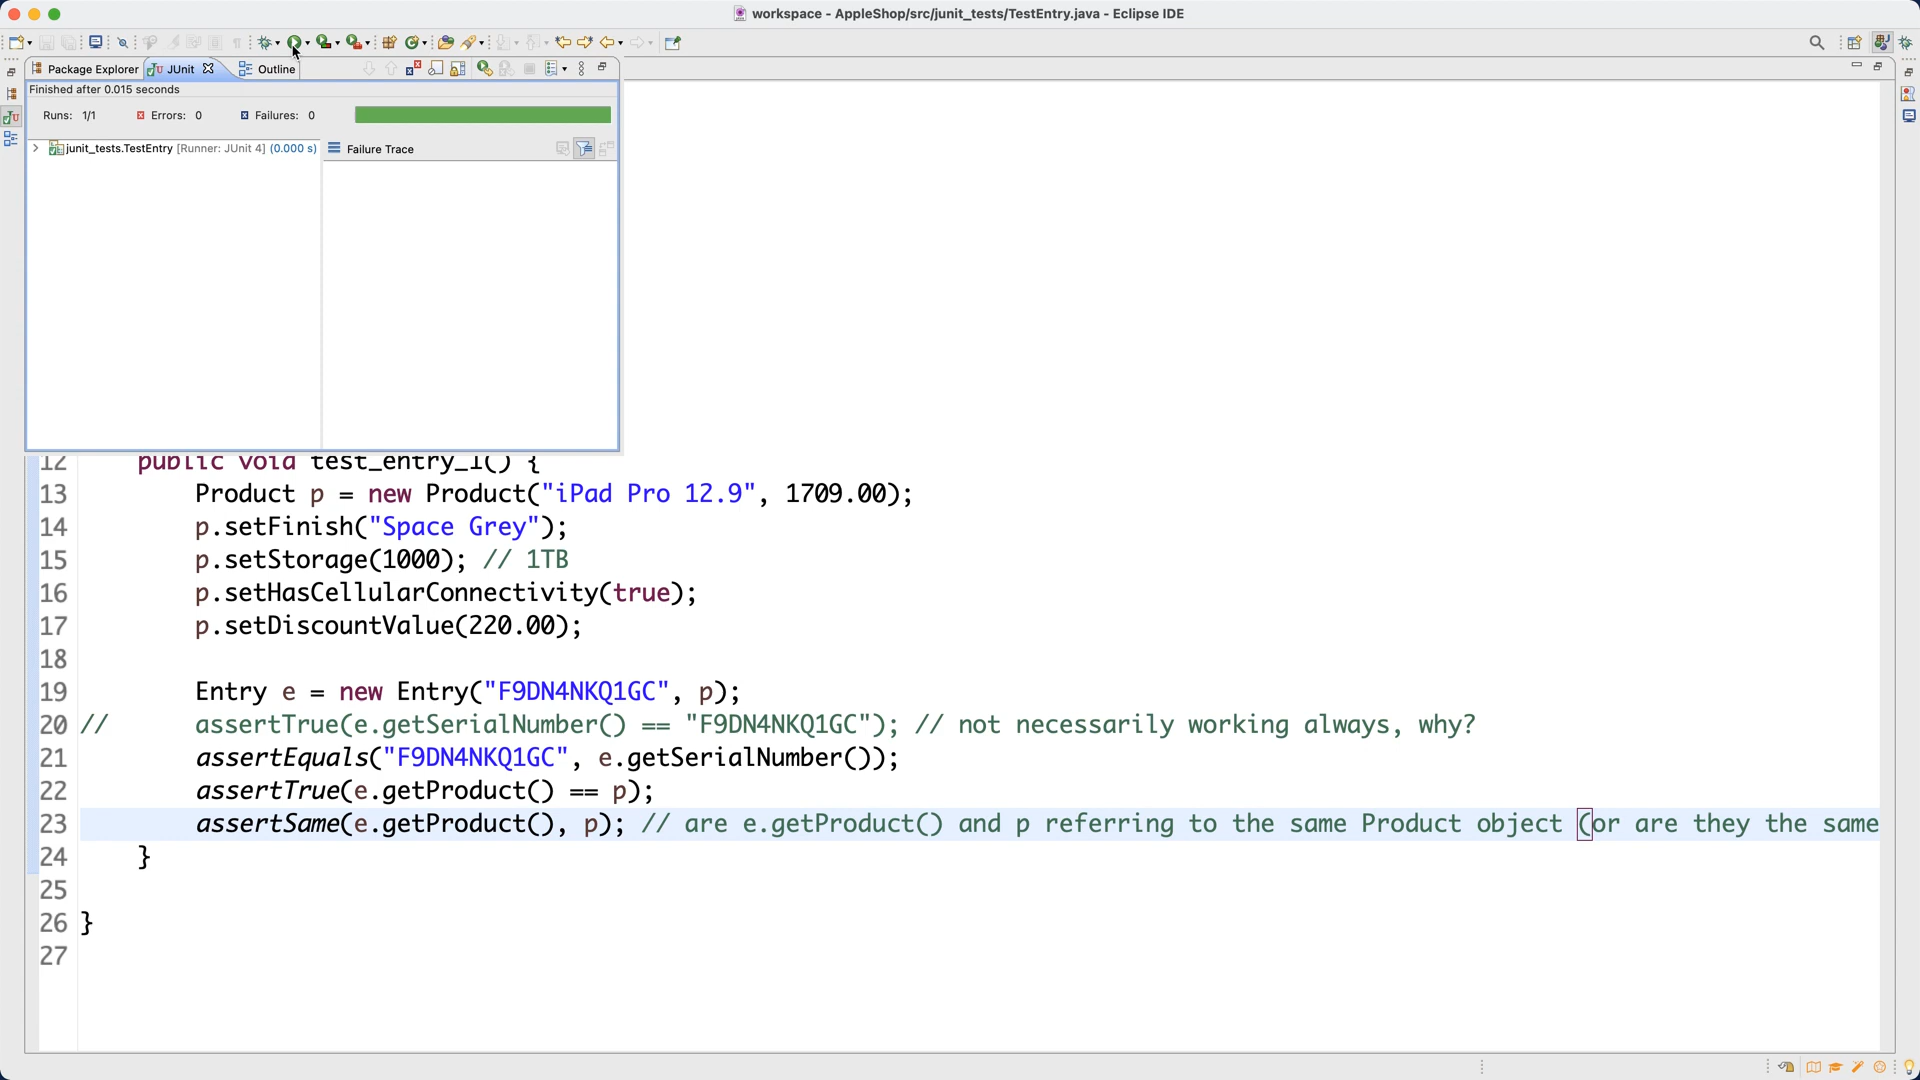 workspace - AppleShop/src/junit_tests/TestEntry.java - Eclipse IDE
Package Explorer
JUnit
Outline
Finished after 0.015 seconds
Runs: 1/1
Errors: 0
Failures: 0
junit_tests.TestEntry [Runner: JUnit 4] (0.000 s)
Failure Trace
12 public void test_entry_1() {
13 Product p = new Product("iPad Pro 12.9", 1709.00);
14 p.setFinish("Space Grey");
15 p.setStorage(1000); // 1TB
16 p.setHasCellularConnectivity(true);
17 p.setDiscountValue(220.00);
18
19 Entry e = new Entry("F9DN4NKQ1GC", p);
20 // assertTrue(e.getSerialNumber() == "F9DN4NKQ1GC"); // not necessarily working always, why?
21 assertEquals("F9DN4NKQ1GC", e.getSerialNumber());
22 assertTrue(e.getProduct() == p);
23 assertSame(e.getProduct(), p); // are e.getProduct() and p referring to the same Product object (or are they the same
24 }
25
26 }
27